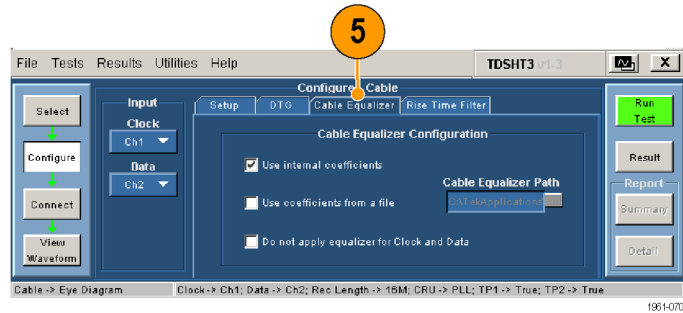 5
File Tests Results Utilities Help TDSHT3 v1.3 X
Configure: Cable
Select
Configure
Connect
View
Waveform
Input
Clock
Ch1
Data
Ch2
Setup DTG Cable Equalizer Rise Time Filter
Cable Equalizer Configuration
Use internal coefficients
Use coefficients from a file
Cable Equalizer Path
C:\TekApplications\
Do not apply equalizer for Clock and Data
Run
Test
Result
Report
Summary
Detail
Cable -> Eye Diagram Clock-> Ch1; Data -> Ch2; Rec Length -> 16M; CRU-> PLL; TP1 -> True; TP2 -> True
1961-070